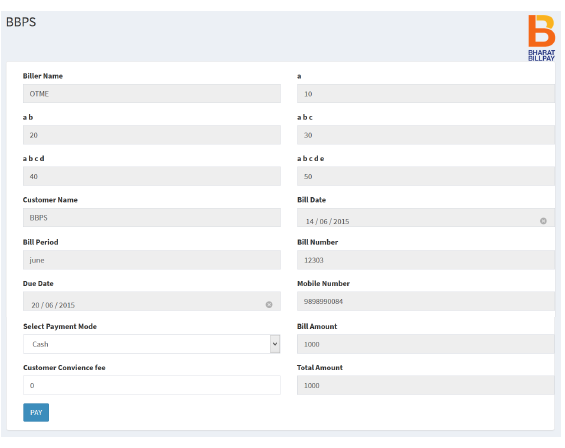 BBPS
BHARAT
BILLPAY
Biller Name
a
OTME
10
a b
a b c
20
30
a b c d
a b c d e
40
50
Customer Name
Bill Date
BBPS
14 / 06 / 2015
Bill Period
Bill Number
june
12303
Due Date
Mobile Number
20 / 06 / 2015
9898990084
Select Payment Mode
Bill Amount
Cash
1000
Customer Convience fee
Total Amount
0
1000
PAY